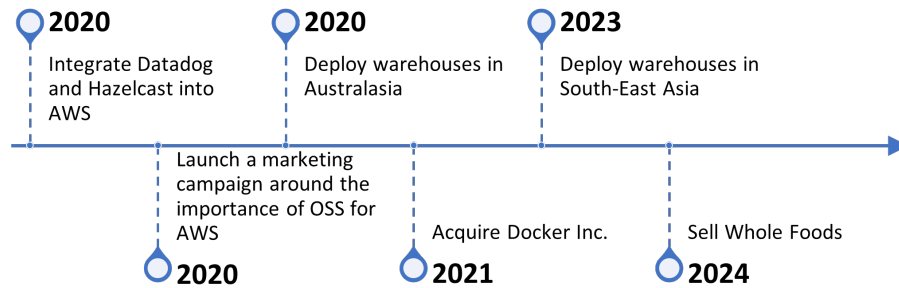 2020
Integrate Datadog
and Hazelcast into
AWS
Launch a marketing
campaign around the
importance of OSS for
AWS
2020
2020
Deploy warehouses in
Australasia
Acquire Docker Inc.
2021
2023
Deploy warehouses in
South-East Asia
Sell Whole Foods
2024